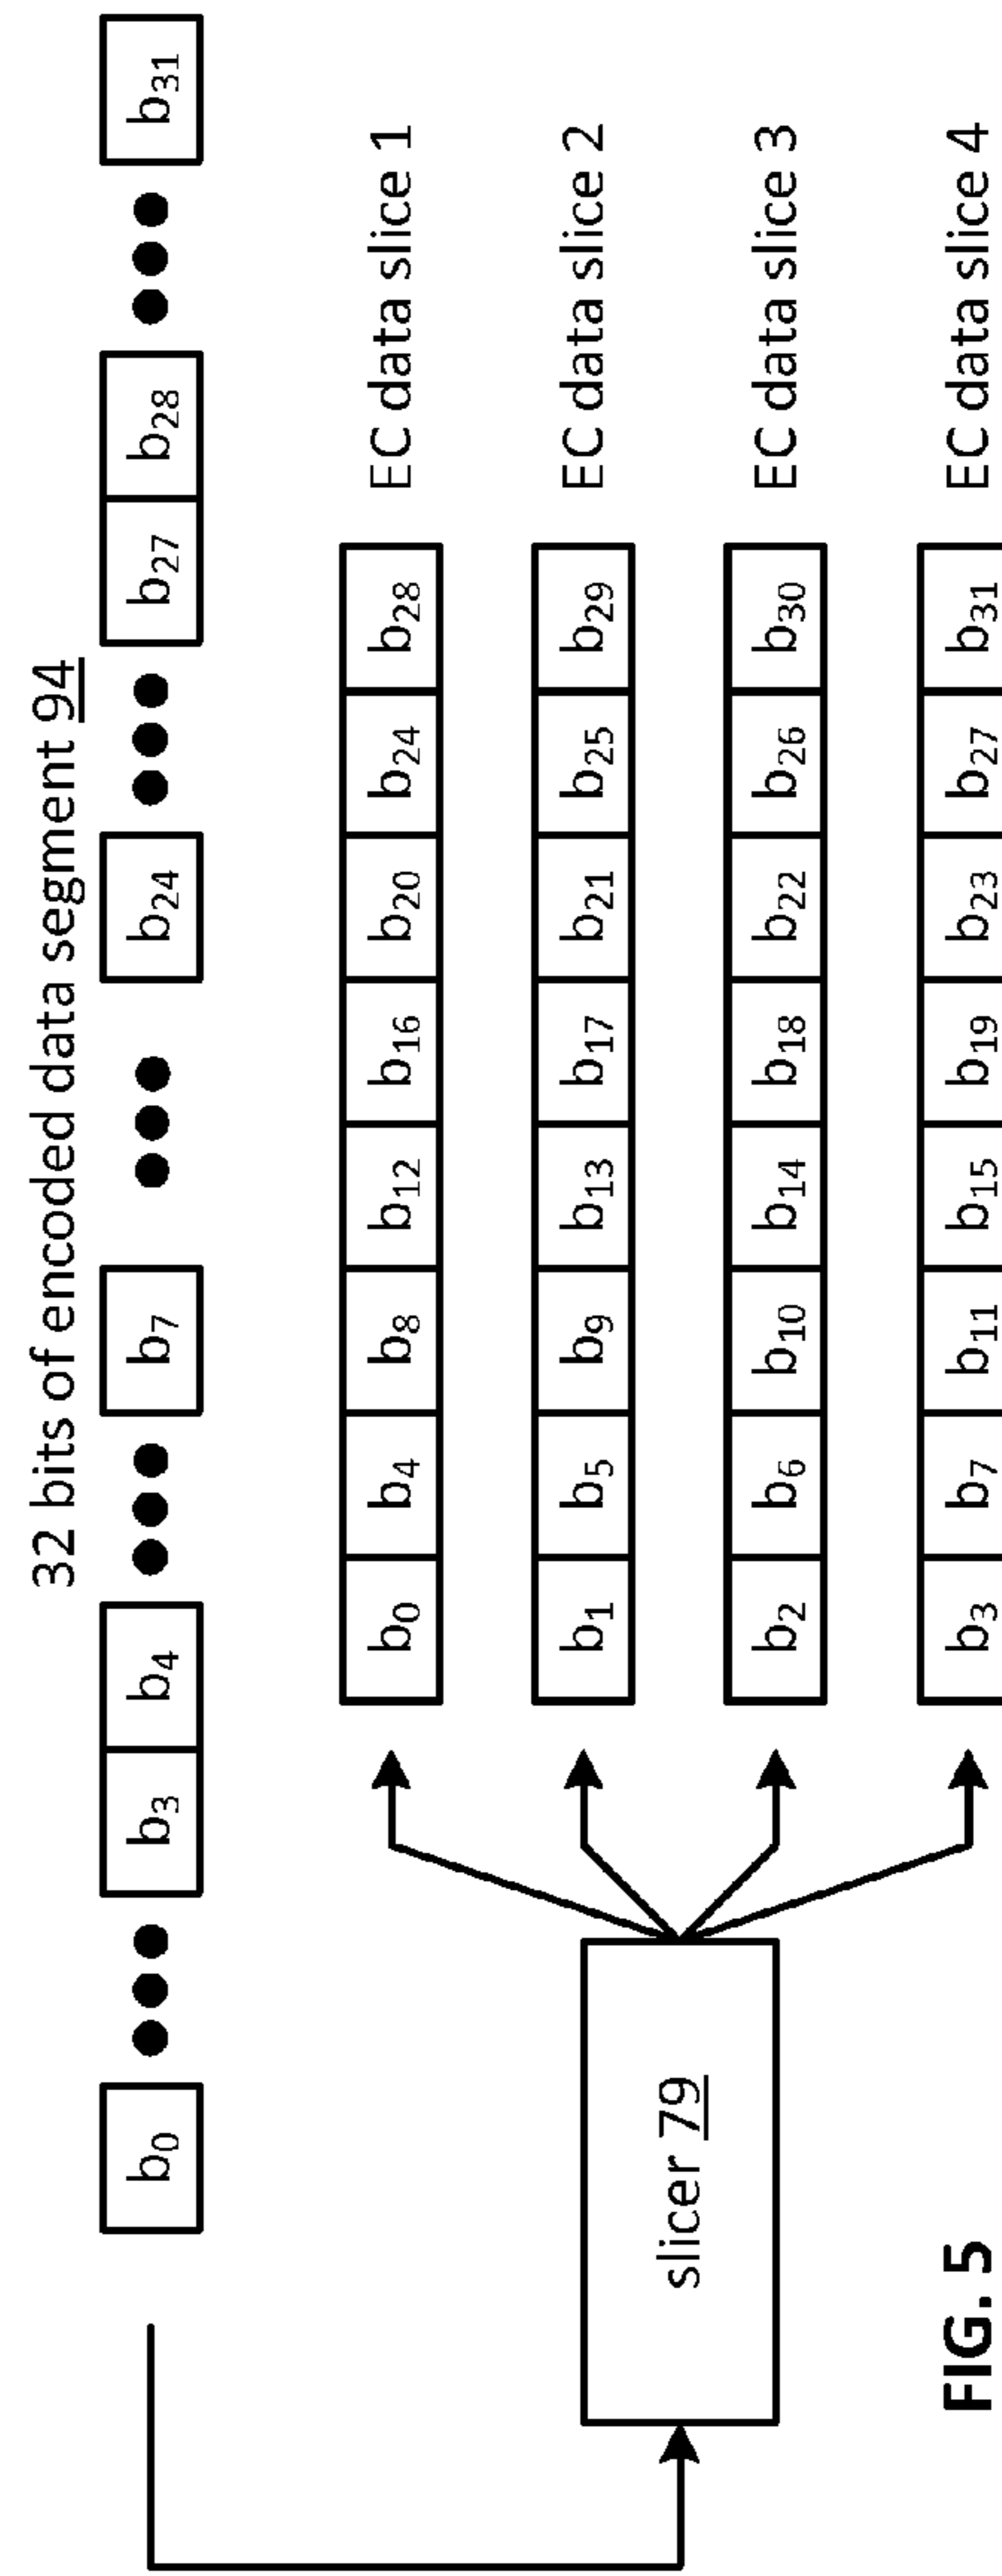 32 bits of encoded data segment 94
b0 ●●● b3 b4 ●●● b7 ●●● b24 ●●● b27 b28 ●●● b31
b0 b4 b8 b12 b16 b20 b24 b28 EC data slice 1
b1 b5 b9 b13 b17 b21 b25 b29 EC data slice 2
slicer 79
b2 b6 b10 b14 b18 b22 b26 b30 EC data slice 3
b3 b7 b11 b15 b19 b23 b27 b31 EC data slice 4
FIG. 5